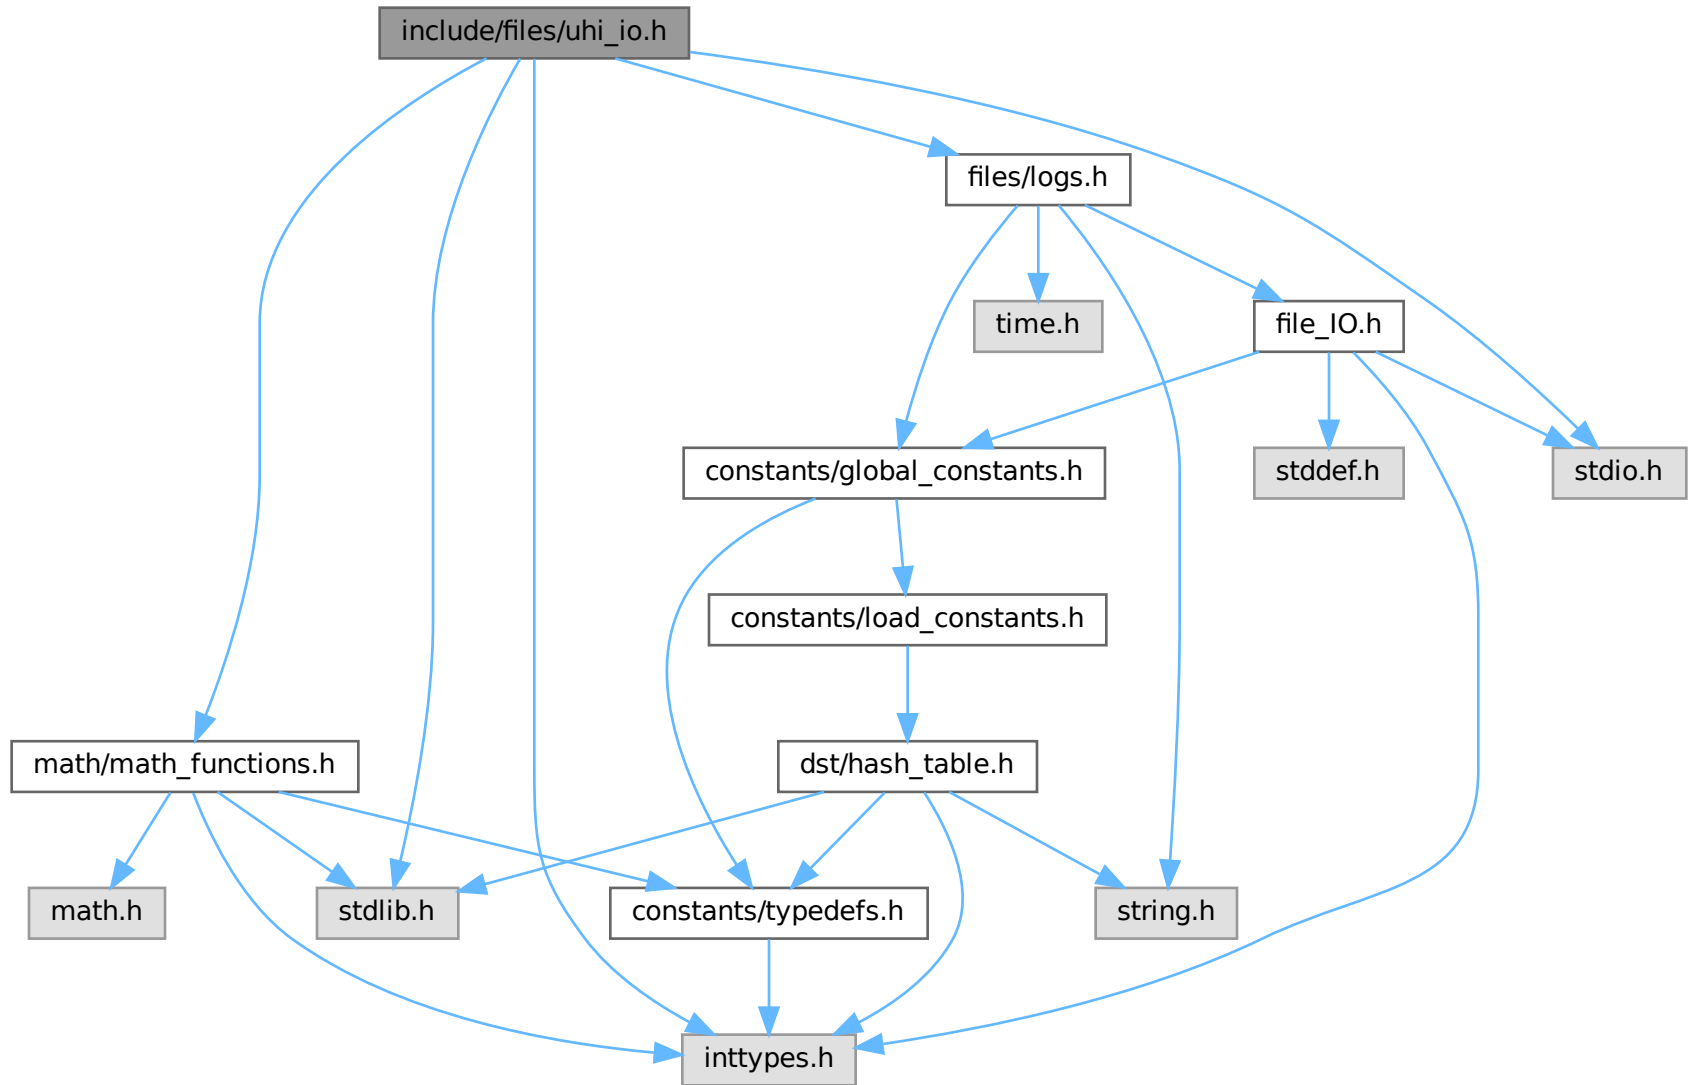 include/files/uhi_io.h
files/logs.h
time.h
file_IO.h
constants/global_constants.h
stddef.h
stdio.h
constants/load_constants.h
math/math_functions.h
dst/hash_table.h
math.h
stdlib.h
constants/typedefs.h
string.h
inttypes.h